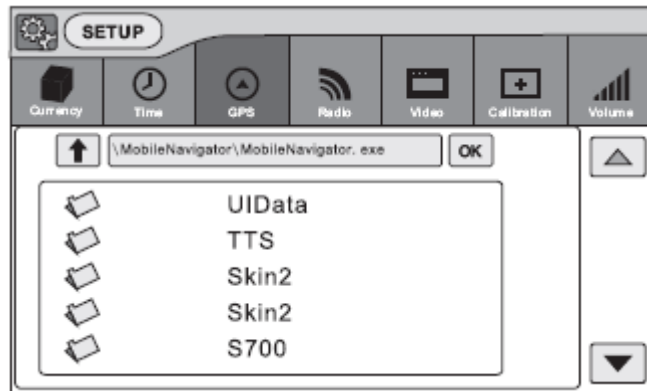 SETUP
Currency Time GPS Radio Video Calibration Volume
\MobileNavigator\MobileNavigator. exe OK
UIData
TTS
Skin2
Skin2
S700